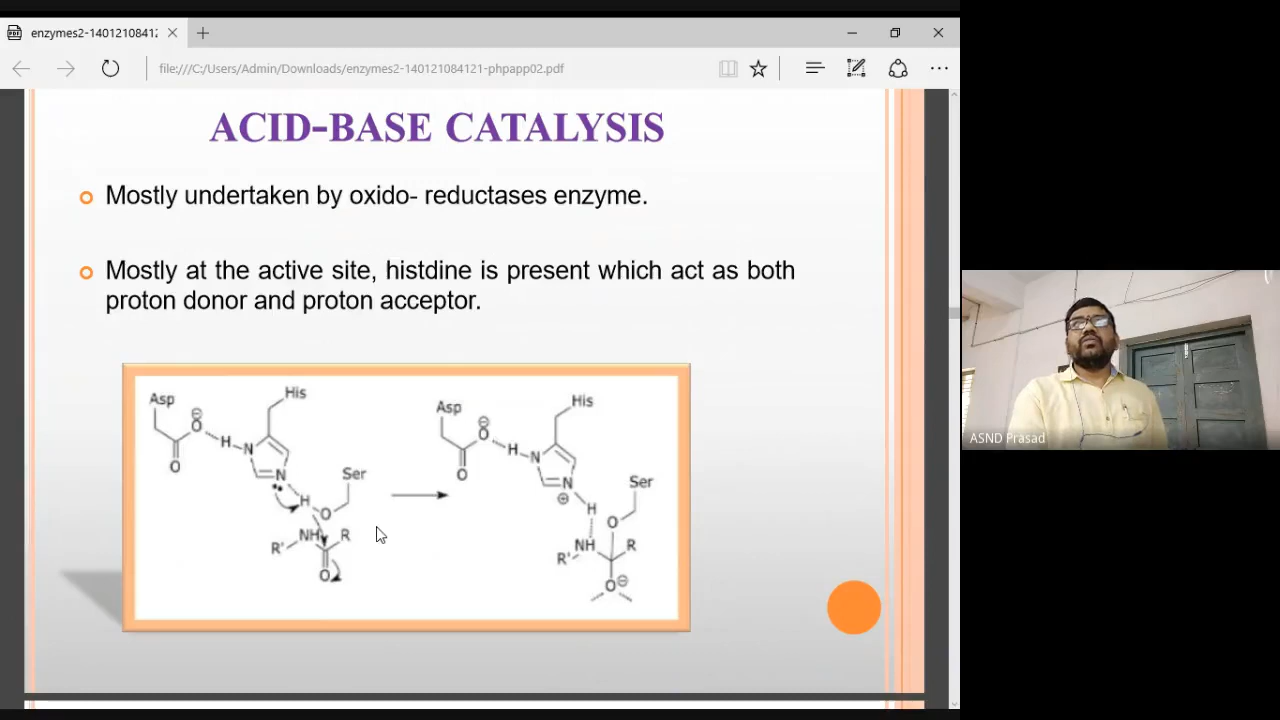 enzymes2-1401210841:
file:///C:/Users/Admin/Downloads/enzymes2-140121084121-phpapp02.pdf
ACID-BASE CATALYSIS
Mostly undertaken by oxido- reductases enzyme.
Mostly at the active site, histdine is present which act as both
proton donor and proton acceptor.
Asp
His
O
⊖
H
N
O
N
Ser
H
O
NH
R
R'
O
Asp
His
O
⊖
H
N
O
N
⊕
Ser
H
O
NH
R
R'
O
⊖
ASND Prasad